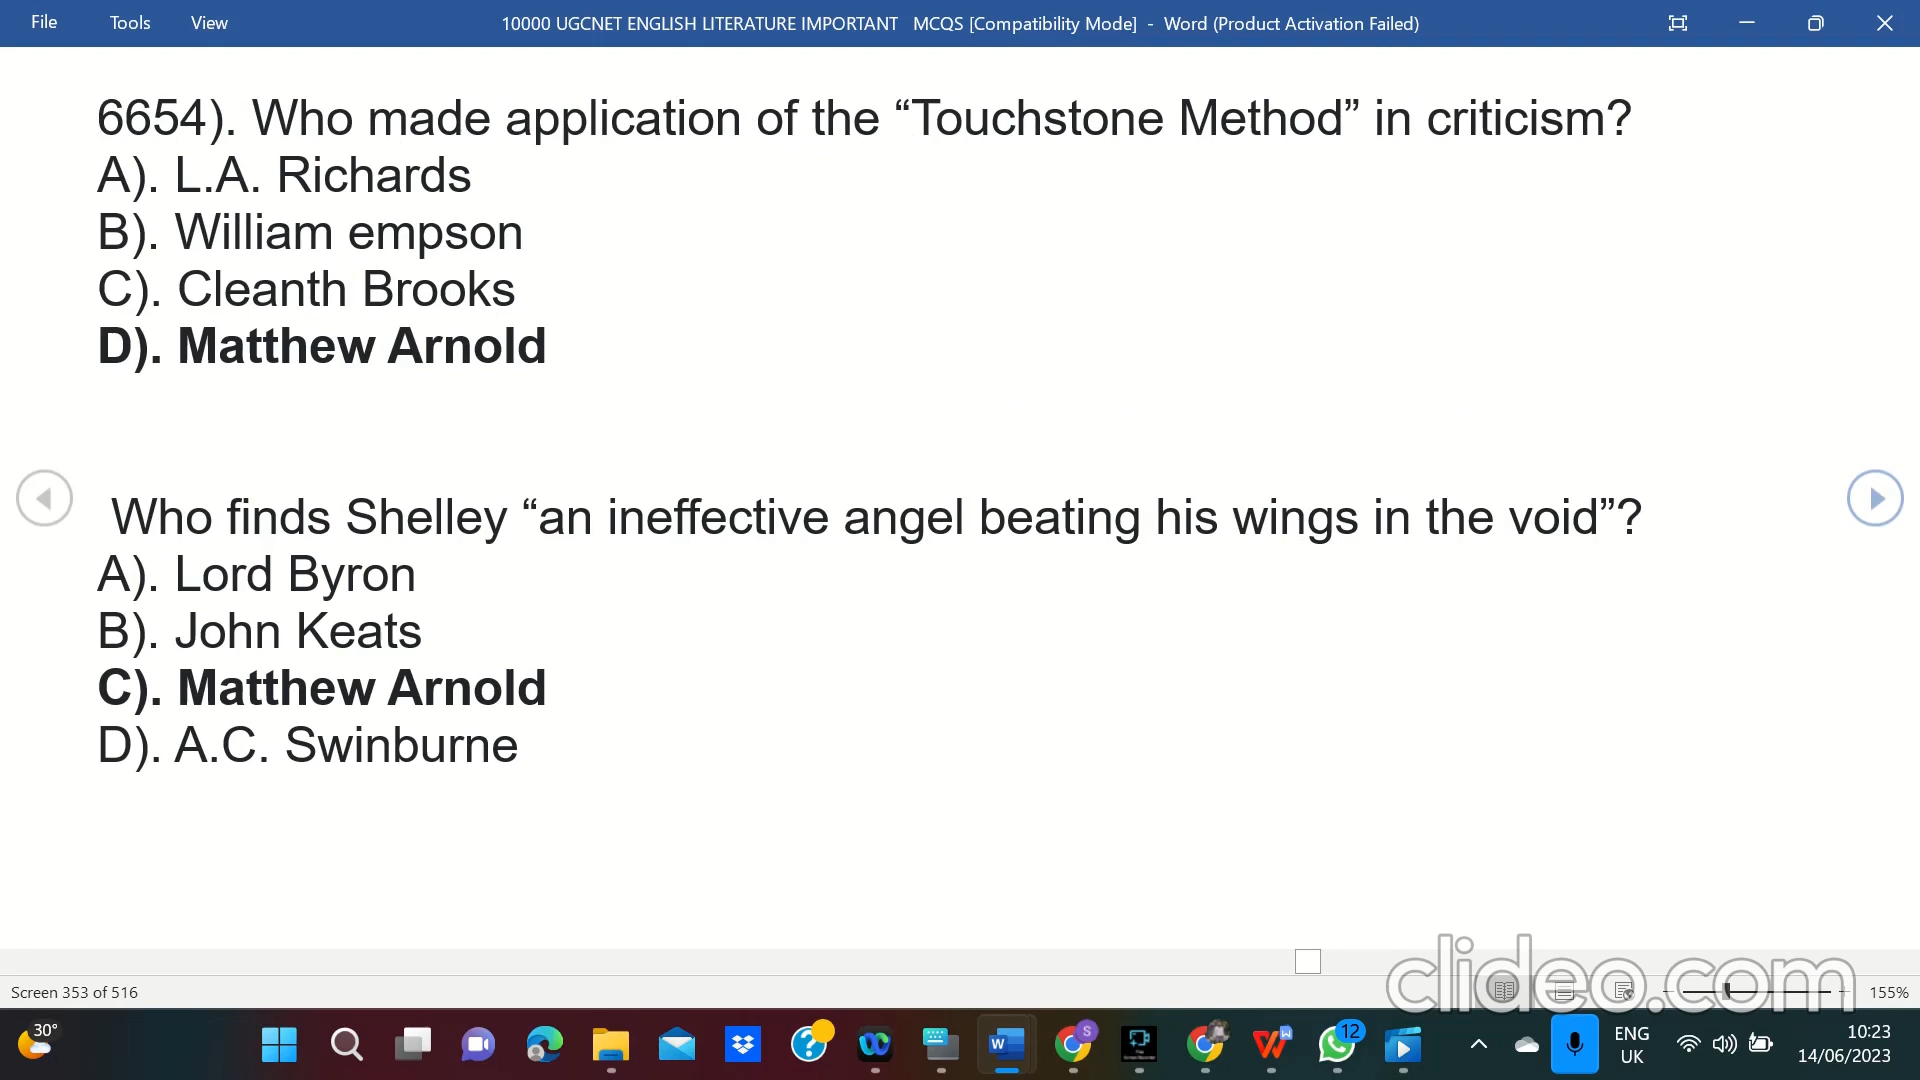 File Tools View 10000 UGCNET ENGLISH LITERATURE IMPORTANT MCQS [Compatibility Mode] - Word (Product Activation Failed)
6654). Who made application of the “Touchstone Method” in criticism?
A). L.A. Richards
B). William empson
C). Cleanth Brooks
D). Matthew Arnold
Who finds Shelley “an ineffective angel beating his wings in the void”?
A). Lord Byron
B). John Keats
C). Matthew Arnold
D). A.C. Swinburne
clideo.com
Screen 353 of 516 155%
30° S 12 ENG 10:23
UK 14/06/2023